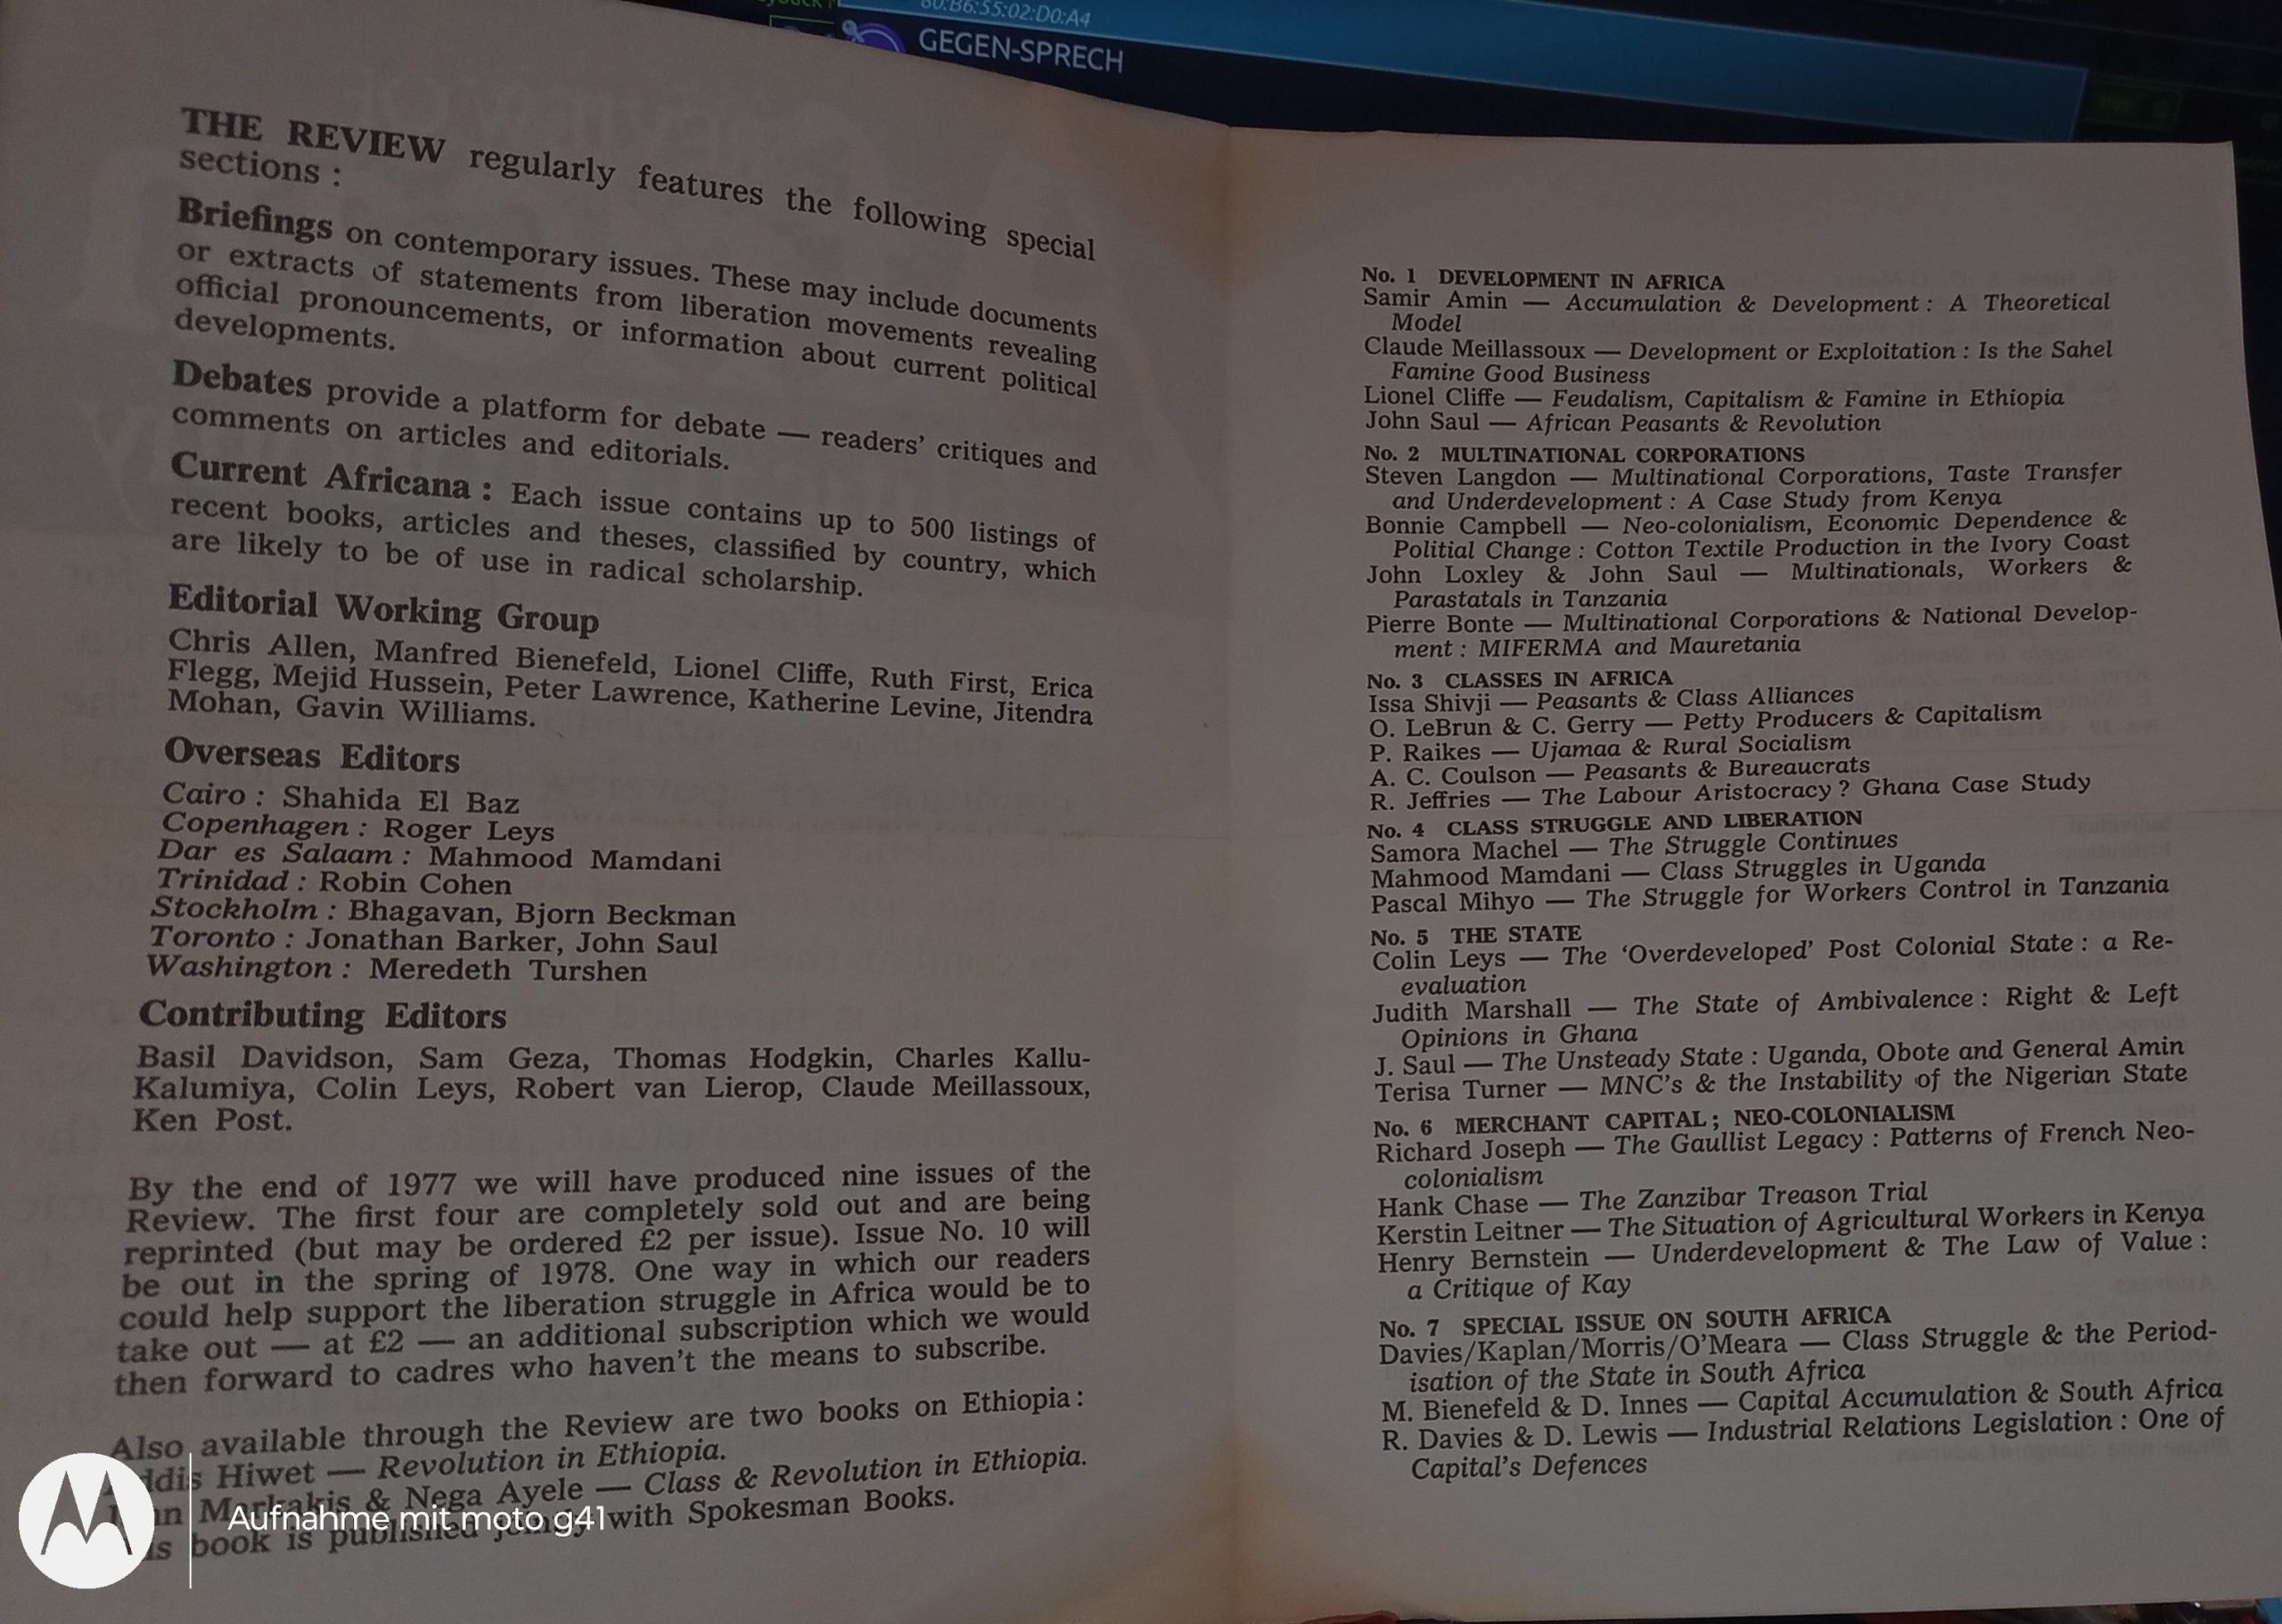 80:B6:55:02:D0:A4
GEGEN-SPRECH
THE REVIEW regularly features the following special
sections :
Briefings on contemporary issues. These may include documents
or extracts of statements from liberation movements revealing
official pronouncements, or information about current political
developments.
Debates provide a platform for debate — readers' critiques and
comments on articles and editorials.
Current Africana : Each issue contains up to 500 listings of
recent books, articles and theses, classified by country, which
are likely to be of use in radical scholarship.
Editorial Working Group
Chris Allen, Manfred Bienefeld, Lionel Cliffe, Ruth First, Erica
Flegg, Mejid Hussein, Peter Lawrence, Katherine Levine, Jitendra
Mohan, Gavin Williams.
Overseas Editors
Cairo : Shahida El Baz
Copenhagen : Roger Leys
Dar es Salaam : Mahmood Mamdani
Trinidad : Robin Cohen
Stockholm : Bhagavan, Bjorn Beckman
Toronto : Jonathan Barker, John Saul
Washington : Meredeth Turshen
Contributing Editors
Basil Davidson, Sam Geza, Thomas Hodgkin, Charles Kallu-
Kalumiya, Colin Leys, Robert van Lierop, Claude Meillassoux,
Ken Post.
By the end of 1977 we will have produced nine issues of the
Review. The first four are completely sold out and are being
reprinted (but may be ordered £2 per issue). Issue No. 10 will
be out in the spring of 1978. One way in which our readers
could help support the liberation struggle in Africa would be to
take out — at £2 — an additional subscription which we would
then forward to cadres who haven't the means to subscribe.
Also available through the Review are two books on Ethiopia :
Hiwet — Revolution in Ethiopia.
Markakis & Nega Ayele — Class & Revolution in Ethiopia.
book is published jointly with Spokesman Books.
Aufnahme mit moto g41
No. 1 DEVELOPMENT IN AFRICA
Samir Amin — Accumulation & Development : A Theoretical
Model
Claude Meillassoux — Development or Exploitation : Is the Sahel
Famine Good Business
Lionel Cliffe — Feudalism, Capitalism & Famine in Ethiopia
John Saul — African Peasants & Revolution
No. 2 MULTINATIONAL CORPORATIONS
Steven Langdon — Multinational Corporations, Taste Transfer
and Underdevelopment : A Case Study from Kenya
Bonnie Campbell — Neo-colonialism, Economic Dependence &
Politial Change : Cotton Textile Production in the Ivory Coast
John Loxley & John Saul — Multinationals, Workers &
Parastatals in Tanzania
Pierre Bonte — Multinational Corporations & National Develop-
ment : MIFERMA and Mauretania
No. 3 CLASSES IN AFRICA
Issa Shivji — Peasants & Class Alliances
O. LeBrun & C. Gerry — Petty Producers & Capitalism
P. Raikes — Ujamaa & Rural Socialism
A. C. Coulson — Peasants & Bureaucrats
R. Jeffries — The Labour Aristocracy ? Ghana Case Study
No. 4 CLASS STRUGGLE AND LIBERATION
Samora Machel — The Struggle Continues
Mahmood Mamdani — Class Struggles in Uganda
Pascal Mihyo — The Struggle for Workers Control in Tanzania
No. 5 THE STATE
Colin Leys — The 'Overdeveloped' Post Colonial State : a Re-
evaluation
Judith Marshall — The State of Ambivalence : Right & Left
Opinions in Ghana
J. Saul — The Unsteady State : Uganda, Obote and General Amin
Terisa Turner — MNC's & the Instability of the Nigerian State
No. 6 MERCHANT CAPITAL ; NEO-COLONIALISM
Richard Joseph — The Gaullist Legacy : Patterns of French Neo-
colonialism
Hank Chase — The Zanzibar Treason Trial
Kerstin Leitner — The Situation of Agricultural Workers in Kenya
Henry Bernstein — Underdevelopment & The Law of Value :
a Critique of Kay
No. 7 SPECIAL ISSUE ON SOUTH AFRICA
Davies/Kaplan/Morris/O'Meara — Class Struggle & the Period-
isation of the State in South Africa
M. Bienefeld & D. Innes — Capital Accumulation & South Africa
R. Davies & D. Lewis — Industrial Relations Legislation : One of
Capital's Defences